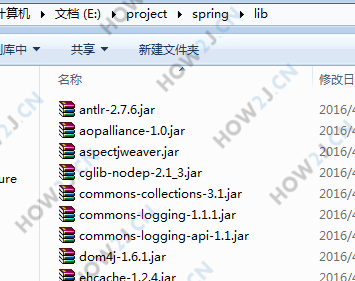 计算机 ▸ 文档 (E:) ▸ project ▸ spring ▸ lib
库中 ▼ 共享 ▼ 新建文件夹
名称 修改日
antlr-2.7.6.jar 2016/4
aopalliance-1.0.jar 2016/4
aspectjweaver.jar 2016/4
cglib-nodep-2.1_3.jar 2016/4
ure
commons-collections-3.1.jar 2016/4
commons-logging-1.1.1.jar 2016/4
commons-logging-api-1.1.jar 2016/4
dom4j-1.6.1.jar 2016/4
ehcache-1.2.4.jar 2016/4
HOW2J.CN
HOW2J.CN
HOW2J.CN
HOW2J.CN